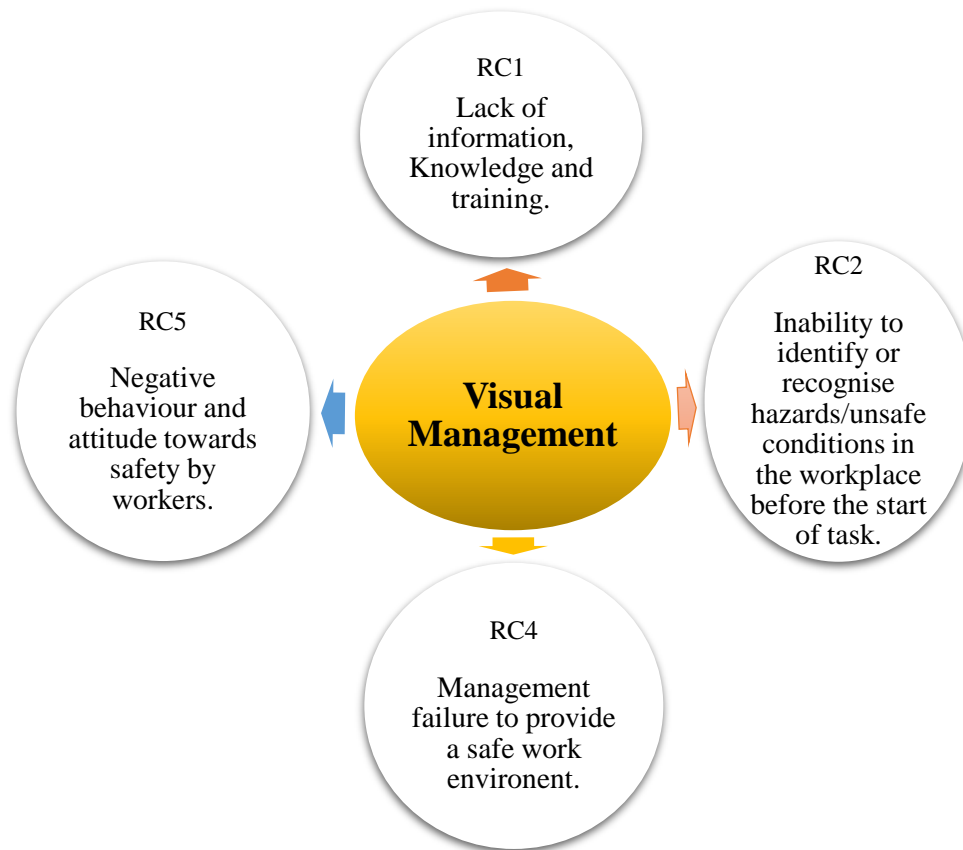 RC1
Lack of
information,
Knowledge and
training.
RC2
Inability to
identify or
recognise
hazards/unsafe
conditions in
the workplace
before the start
of task.
RC5
Negative
behaviour and
attitude towards
safety by
workers.
Visual
Management
RC4
Management
failure to provide
a safe work
environent.